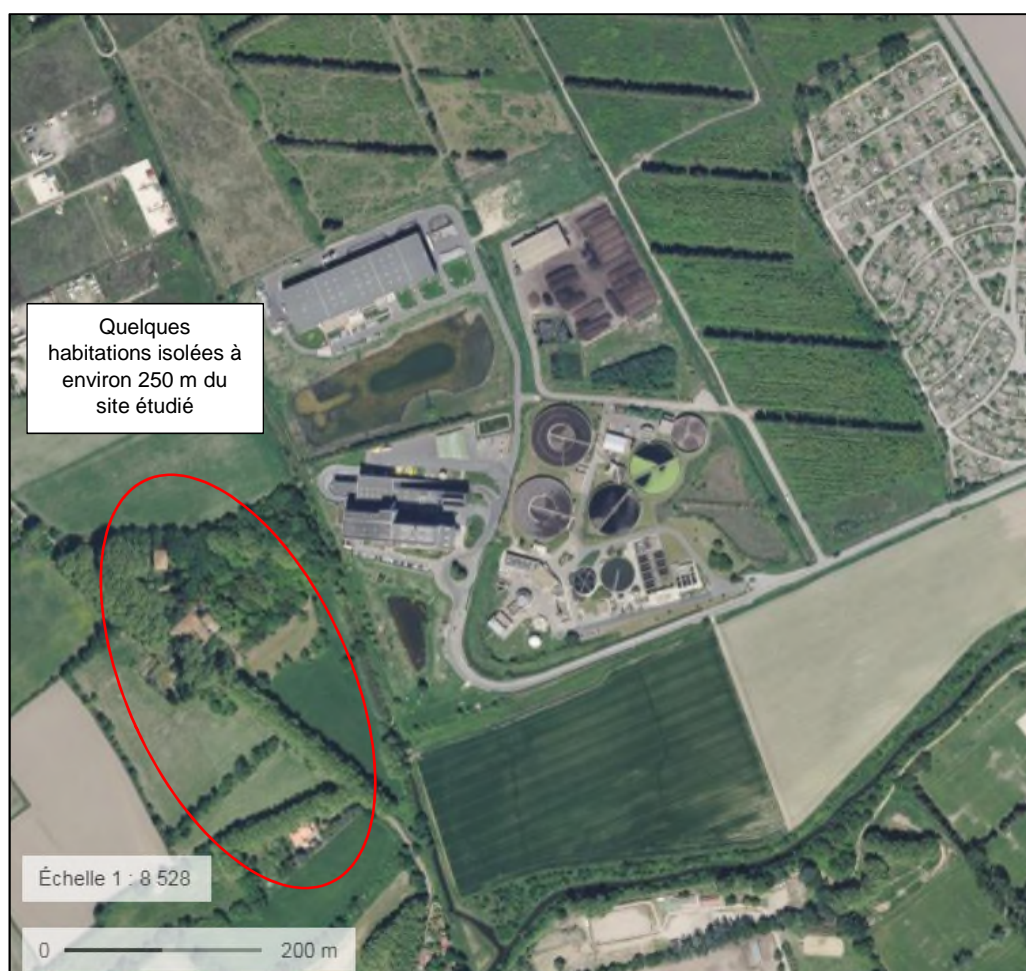 Quelques
habitations isolées à
environ 250 m du
site étudié
Échelle 1 : 8 528
0 200 m